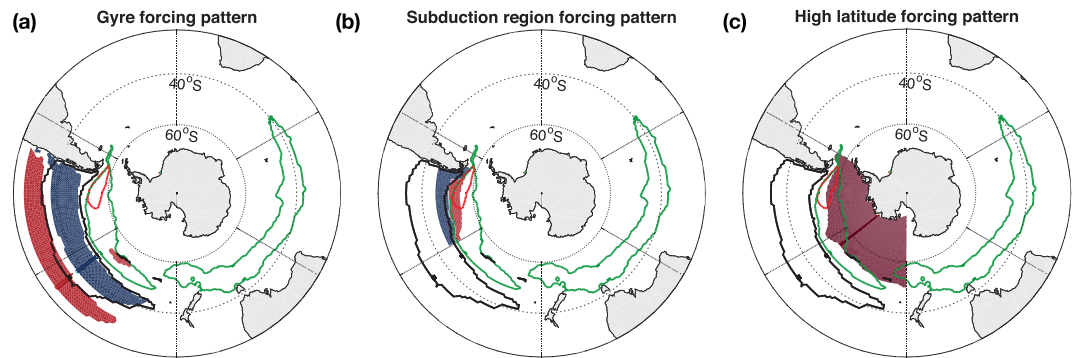 (a) Gyre forcing pattern
(b) Subduction region forcing pattern
(c) High latitude forcing pattern
40°S
60°S
40°S
60°S
40°S
60°S